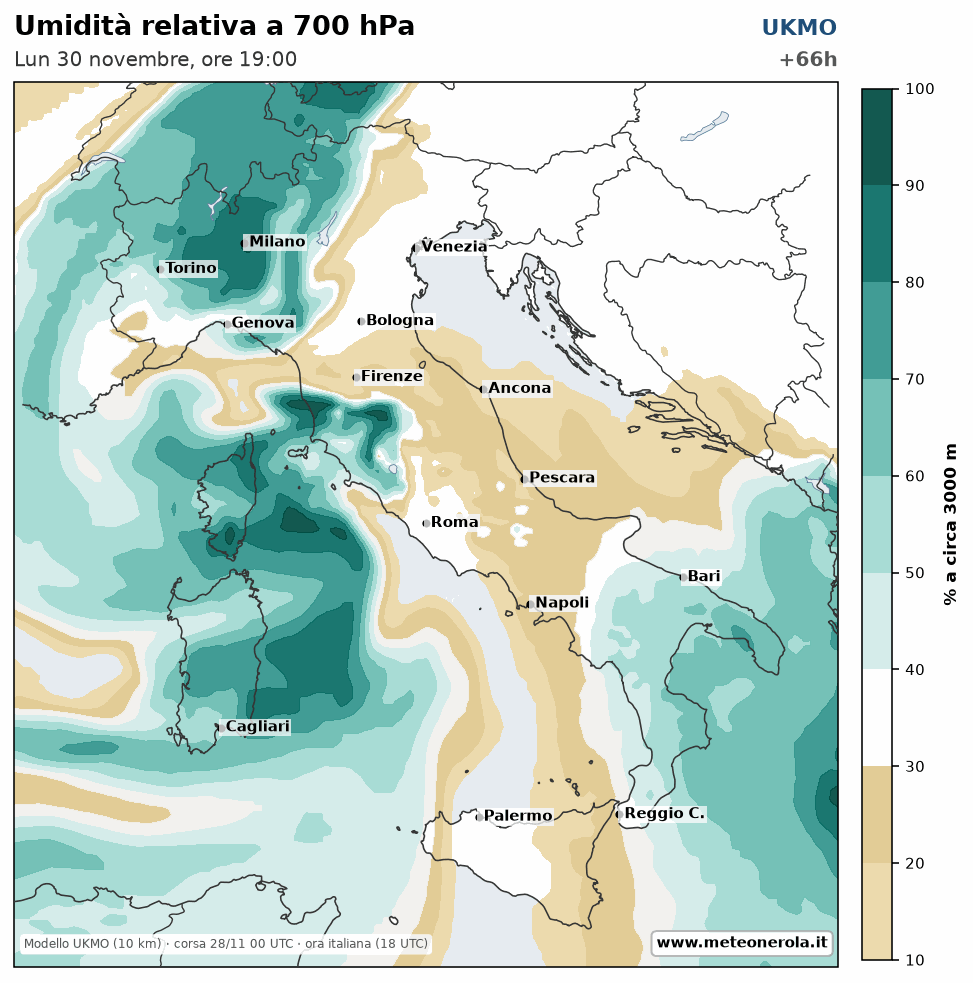 Umidità relativa a 700 hPa
UKMO
Lun 30 novembre, ore 19:00
+66h
100
90
80
70
60
50
40
30
20
10
% a circa 3000 m
Milano
Venezia
Torino
Genova
Bologna
Firenze
Ancona
Pescara
Roma
Bari
Napoli
Cagliari
Palermo
Reggio C.
Modello UKMO (10 km) · corsa 28/11 00 UTC · ora italiana (18 UTC)
www.meteonerola.it